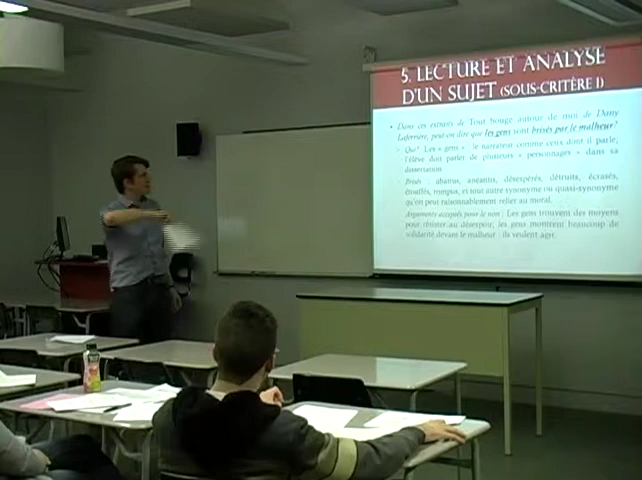 5. LECTURE ET ANALYSE
D'UN SUJET (SOUS-CRITÈRE 1)
• Dans ces extraits de Tout bouge autour de moi de Dany
Laferrière, peut-on dire que les gens sont brisés par le malheur?
Qui? Les « gens » : le narrateur comme ceux dont il parle,
l'élève doit parler de plusieurs « personnages » dans sa
dissertation.
Brisés : abattus, anéantis, désespérés, détruits, écrasés,
étouffés, rompus, et tout autre synonyme ou quasi-synonyme
qu'on peut raisonnablement relier au moral.
Arguments acceptés pour le non : Les gens trouvent des moyens
pour résister au désespoir; les gens montrent beaucoup de
solidarité devant le malheur : ils veulent agir.